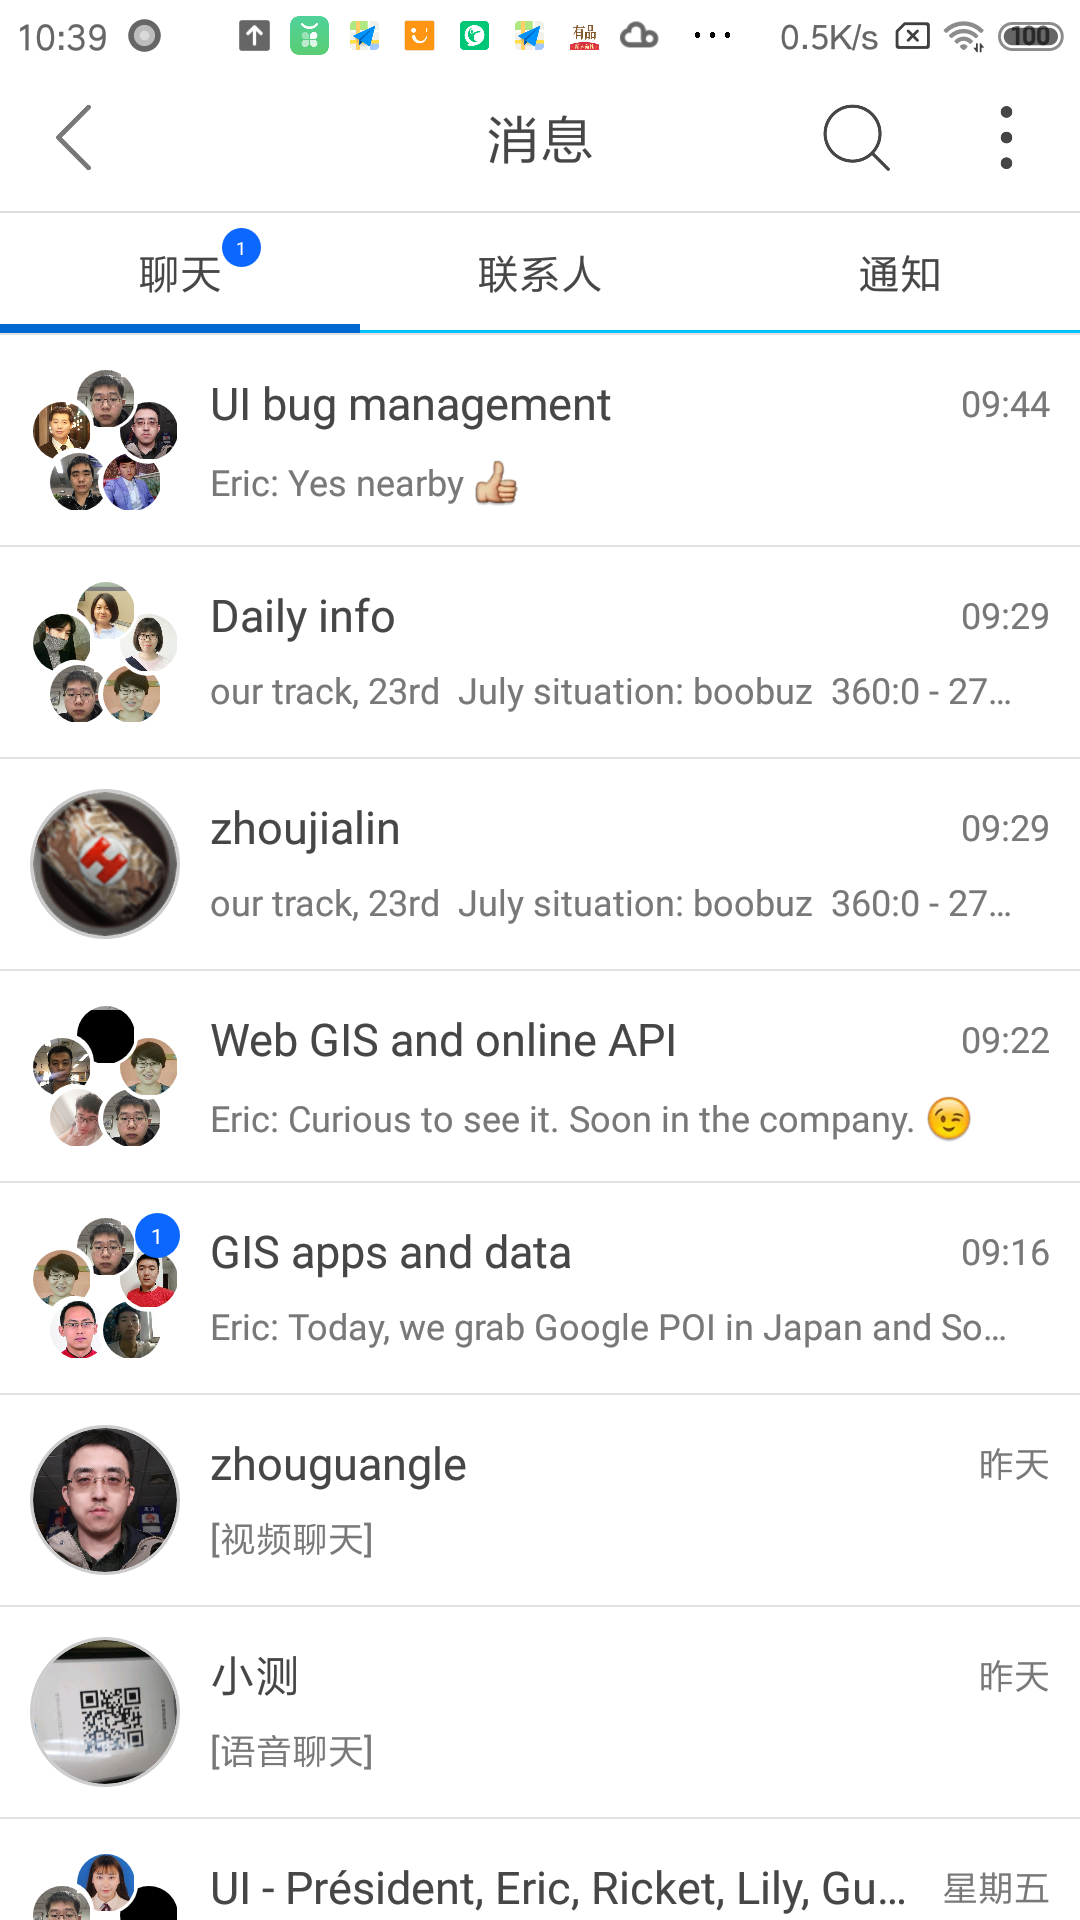 10:39 0.5K/s 100
消息
聊天 1 联系人 通知
UI bug management 09:44
Eric: Yes nearby 👍
Daily info 09:29
our track, 23rd  July situation: boobuz  360:0 - 27...
zhoujialin 09:29
our track, 23rd  July situation: boobuz  360:0 - 27...
Web GIS and online API 09:22
Eric: Curious to see it. Soon in the company. 😉
1 GIS apps and data 09:16
Eric: Today, we grab Google POI in Japan and So...
zhouguangle 昨天
[视频聊天]
小测 昨天
[语音聊天]
UI - Président, Eric, Ricket, Lily, Gu... 星期五